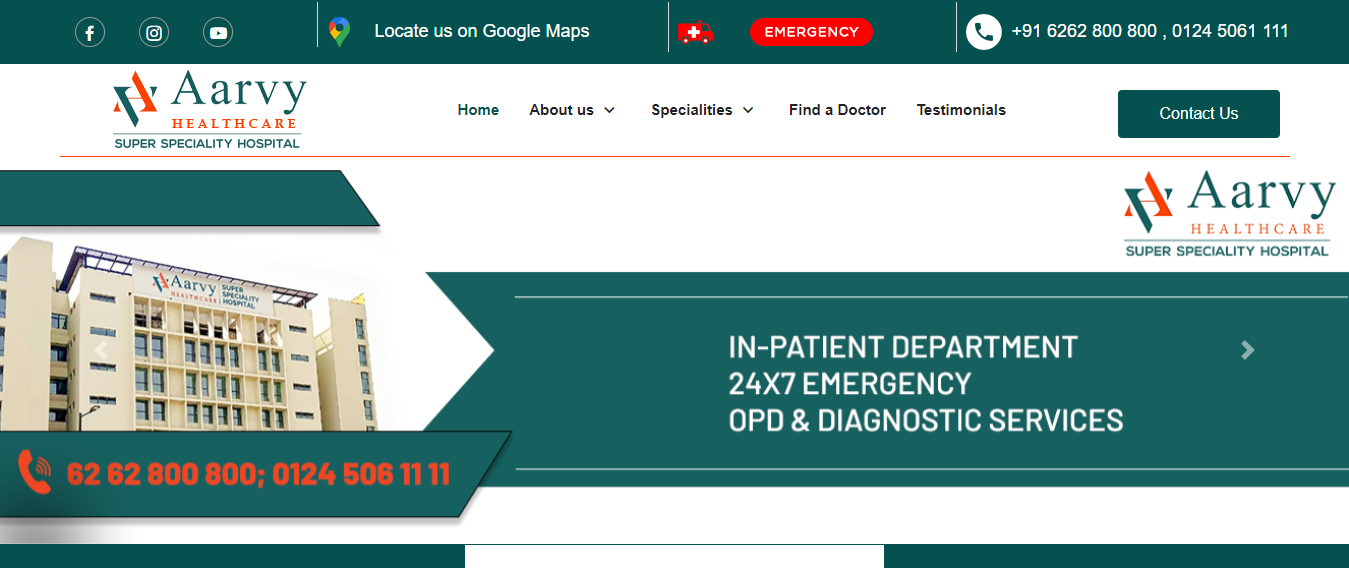 Locate us on Google Maps
EMERGENCY
+91 6262 800 800 , 0124 5061 111
Aarvy
HEALTHCARE
SUPER SPECIALITY HOSPITAL
Home
About us
Specialities
Find a Doctor
Testimonials
Contact Us
Aarvy
HEALTHCARE
SUPER SPECIALITY HOSPITAL
Aarvy
HEALTHCARE
SUPER
SPECIALITY
HOSPITAL
IN-PATIENT DEPARTMENT
24X7 EMERGENCY
OPD & DIAGNOSTIC SERVICES
62 62 800 800; 0124 506 11 11